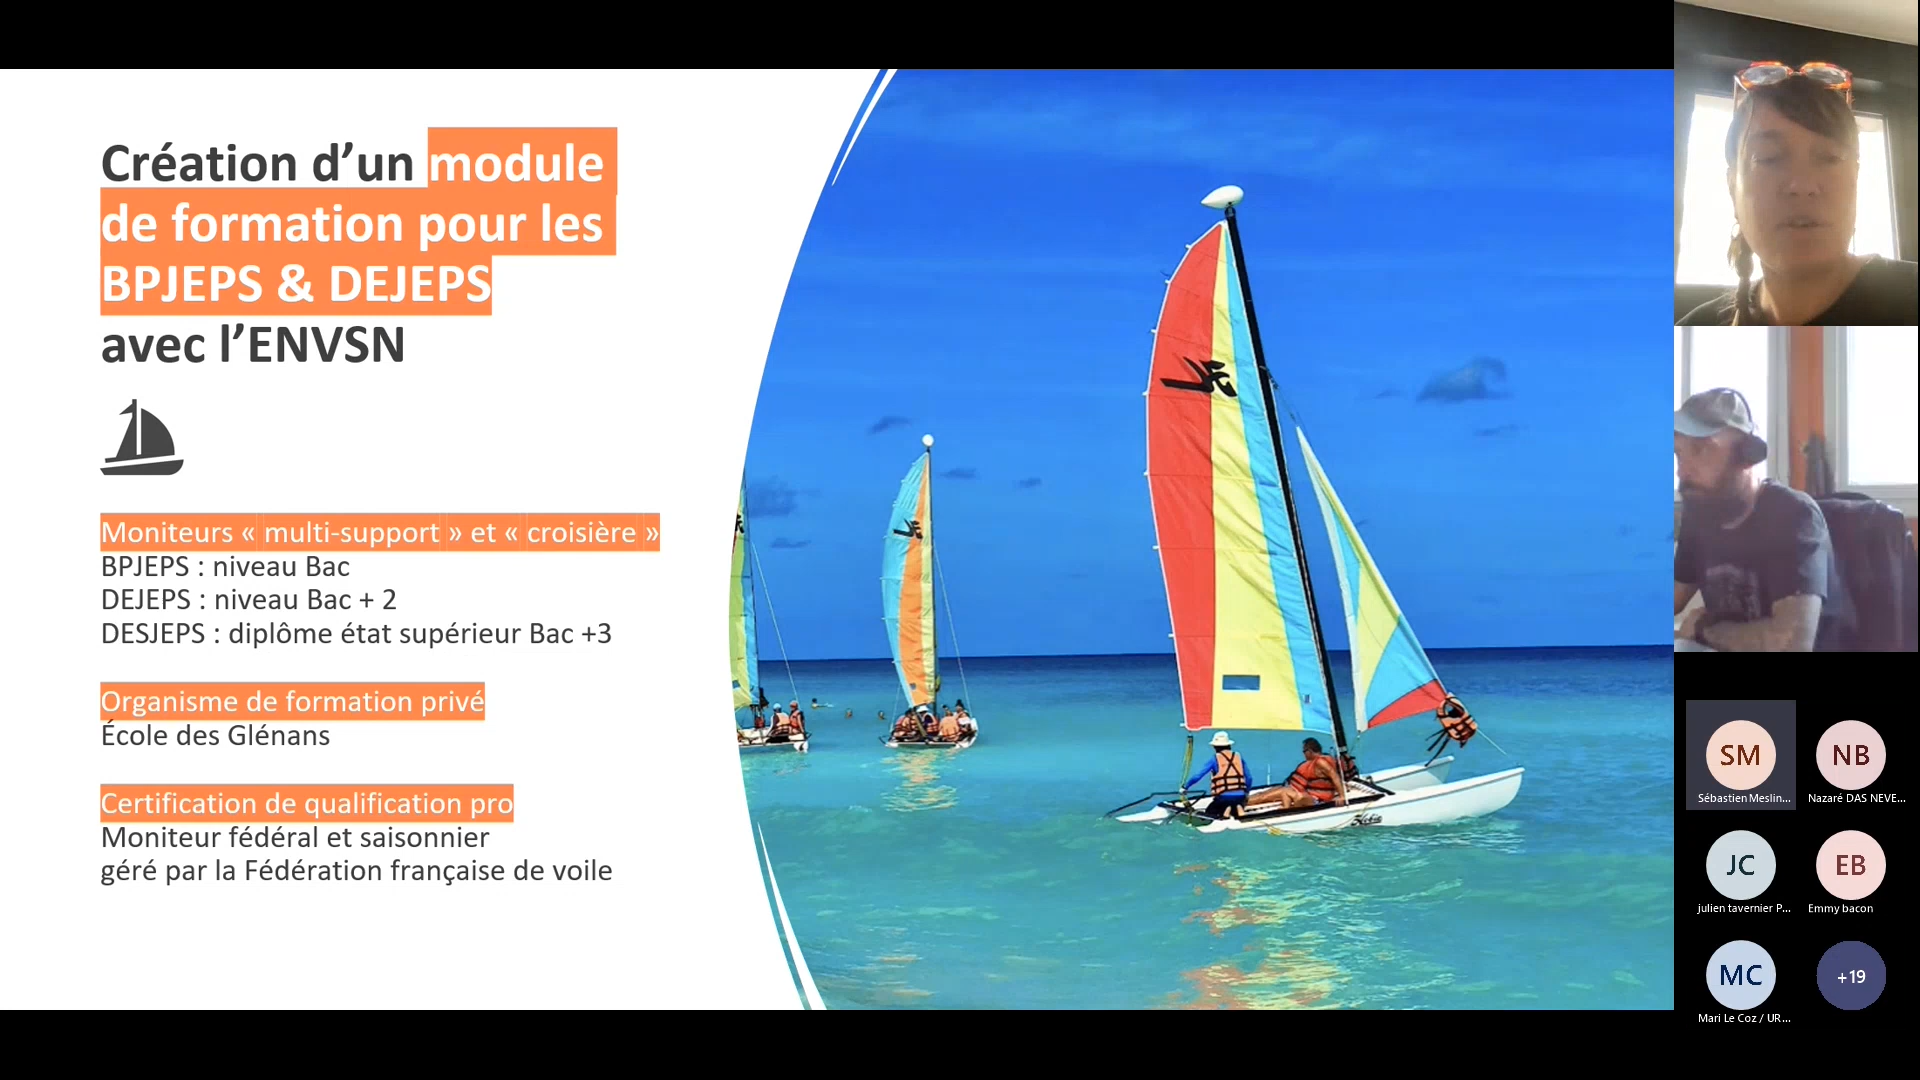 Création d’un module
de formation pour les
BPJEPS & DEJEPS
avec l’ENVSN
Moniteurs « multi-support » et « croisière »
BPJEPS : niveau Bac
DEJEPS : niveau Bac + 2
DESJEPS : diplôme état supérieur Bac +3
Organisme de formation privé
École des Glénans
Certification de qualification pro
Moniteur fédéral et saisonnier
géré par la Fédération française de voile
Hobie
SM
Sébastien Meslin...
NB
Nazaré DAS NEVE...
JC
julien tavernier P...
EB
Emmy bacon
MC
Mari Le Coz / UR...
+19